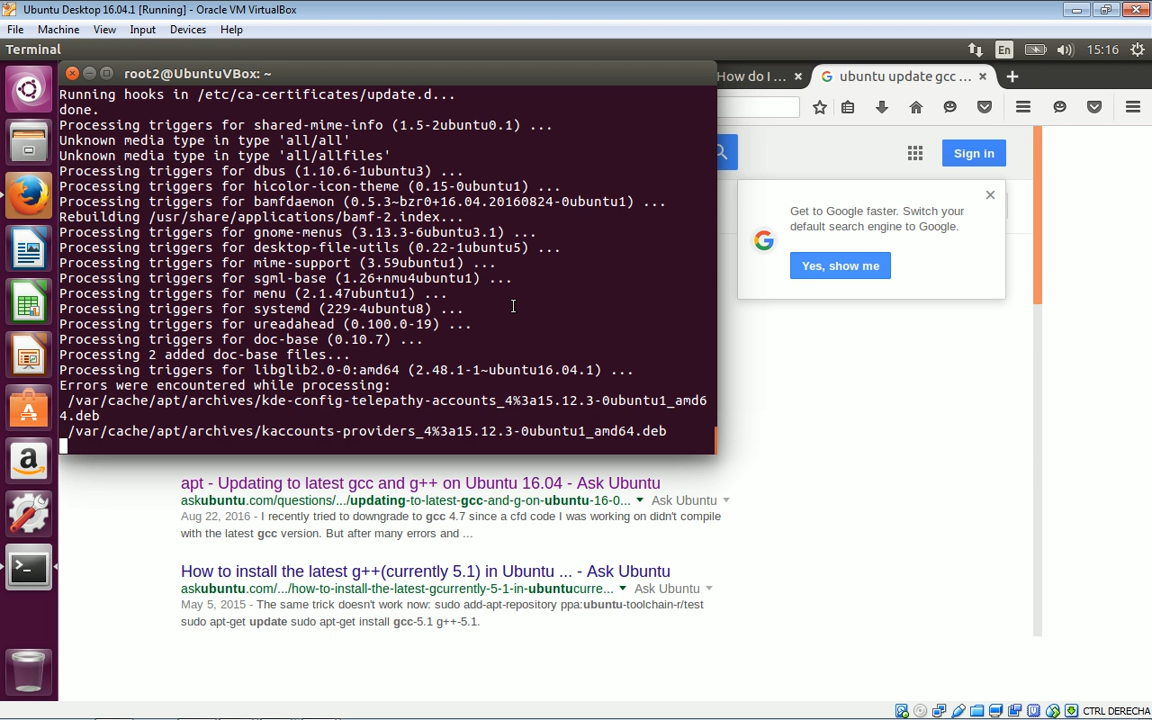 Ubuntu Desktop 16.04.1 [Running] - Oracle VM VirtualBox
File Machine View Input Devices Help
Terminal
En
15:16
root2@UbuntuVBox: ~
How do I ... ×
ubuntu update gcc ... ×
Running hooks in /etc/ca-certificates/update.d...
done.
Processing triggers for shared-mime-info (1.5-2ubuntu0.1) ...
Unknown media type in type 'all/all'
Unknown media type in type 'all/allfiles'
Processing triggers for dbus (1.10.6-1ubuntu3) ...
Processing triggers for hicolor-icon-theme (0.15-0ubuntu1) ...
Processing triggers for bamfdaemon (0.5.3~bzr0+16.04.20160824-0ubuntu1) ...
Rebuilding /usr/share/applications/bamf-2.index...
Processing triggers for gnome-menus (3.13.3-6ubuntu3.1) ...
Processing triggers for desktop-file-utils (0.22-1ubuntu5) ...
Processing triggers for mime-support (3.59ubuntu1) ...
Processing triggers for sgml-base (1.26+nmu4ubuntu1) ...
Processing triggers for menu (2.1.47ubuntu1) ...
Processing triggers for systemd (229-4ubuntu8) ...
Processing triggers for ureadahead (0.100.0-19) ...
Processing triggers for doc-base (0.10.7) ...
Processing 2 added doc-base files...
Processing triggers for libglib2.0-0:amd64 (2.48.1-1~ubuntu16.04.1) ...
Errors were encountered while processing:
/var/cache/apt/archives/kde-config-telepathy-accounts_4%3a15.12.3-0ubuntu1_amd6
4.deb
/var/cache/apt/archives/kaccounts-providers_4%3a15.12.3-0ubuntu1_amd64.deb
Sign in
Get to Google faster. Switch your
default search engine to Google.
Yes, show me
apt - Updating to latest gcc and g++ on Ubuntu 16.04 - Ask Ubuntu
askubuntu.com/questions/.../updating-to-latest-gcc-and-g-on-ubuntu-16-0... Ask Ubuntu
Aug 22, 2016 - I recently tried to downgrade to gcc 4.7 since a cfd code I was working on didn't compile
with the latest gcc version. But after many errors and ...
How to install the latest g++(currently 5.1) in Ubuntu ... - Ask Ubuntu
askubuntu.com/.../how-to-install-the-latest-gcurrently-5-1-in-ubuntucurre... Ask Ubuntu
May 5, 2015 - The same trick doesn't work now: sudo add-apt-repository ppa:ubuntu-toolchain-r/test
sudo apt-get update sudo apt-get install gcc-5.1 g++-5.1.
CTRL DERECHA